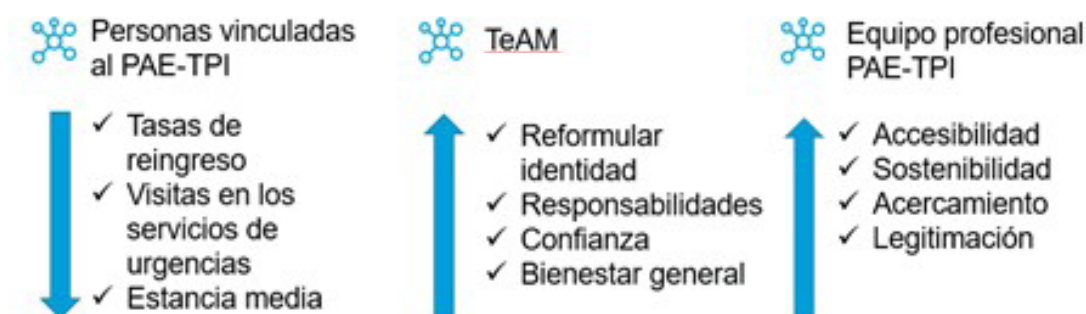 Personas vinculadas
al PAE-TPI
✓ Tasas de
reingreso
✓ Visitas en los
servicios de
urgencias
✓ Estancia media
TeAM
✓ Reformular
identidad
✓ Responsabilidades
✓ Confianza
✓ Bienestar general
Equipo profesional
PAE-TPI
✓ Accesibilidad
✓ Sostenibilidad
✓ Acercamiento
✓ Legitimación